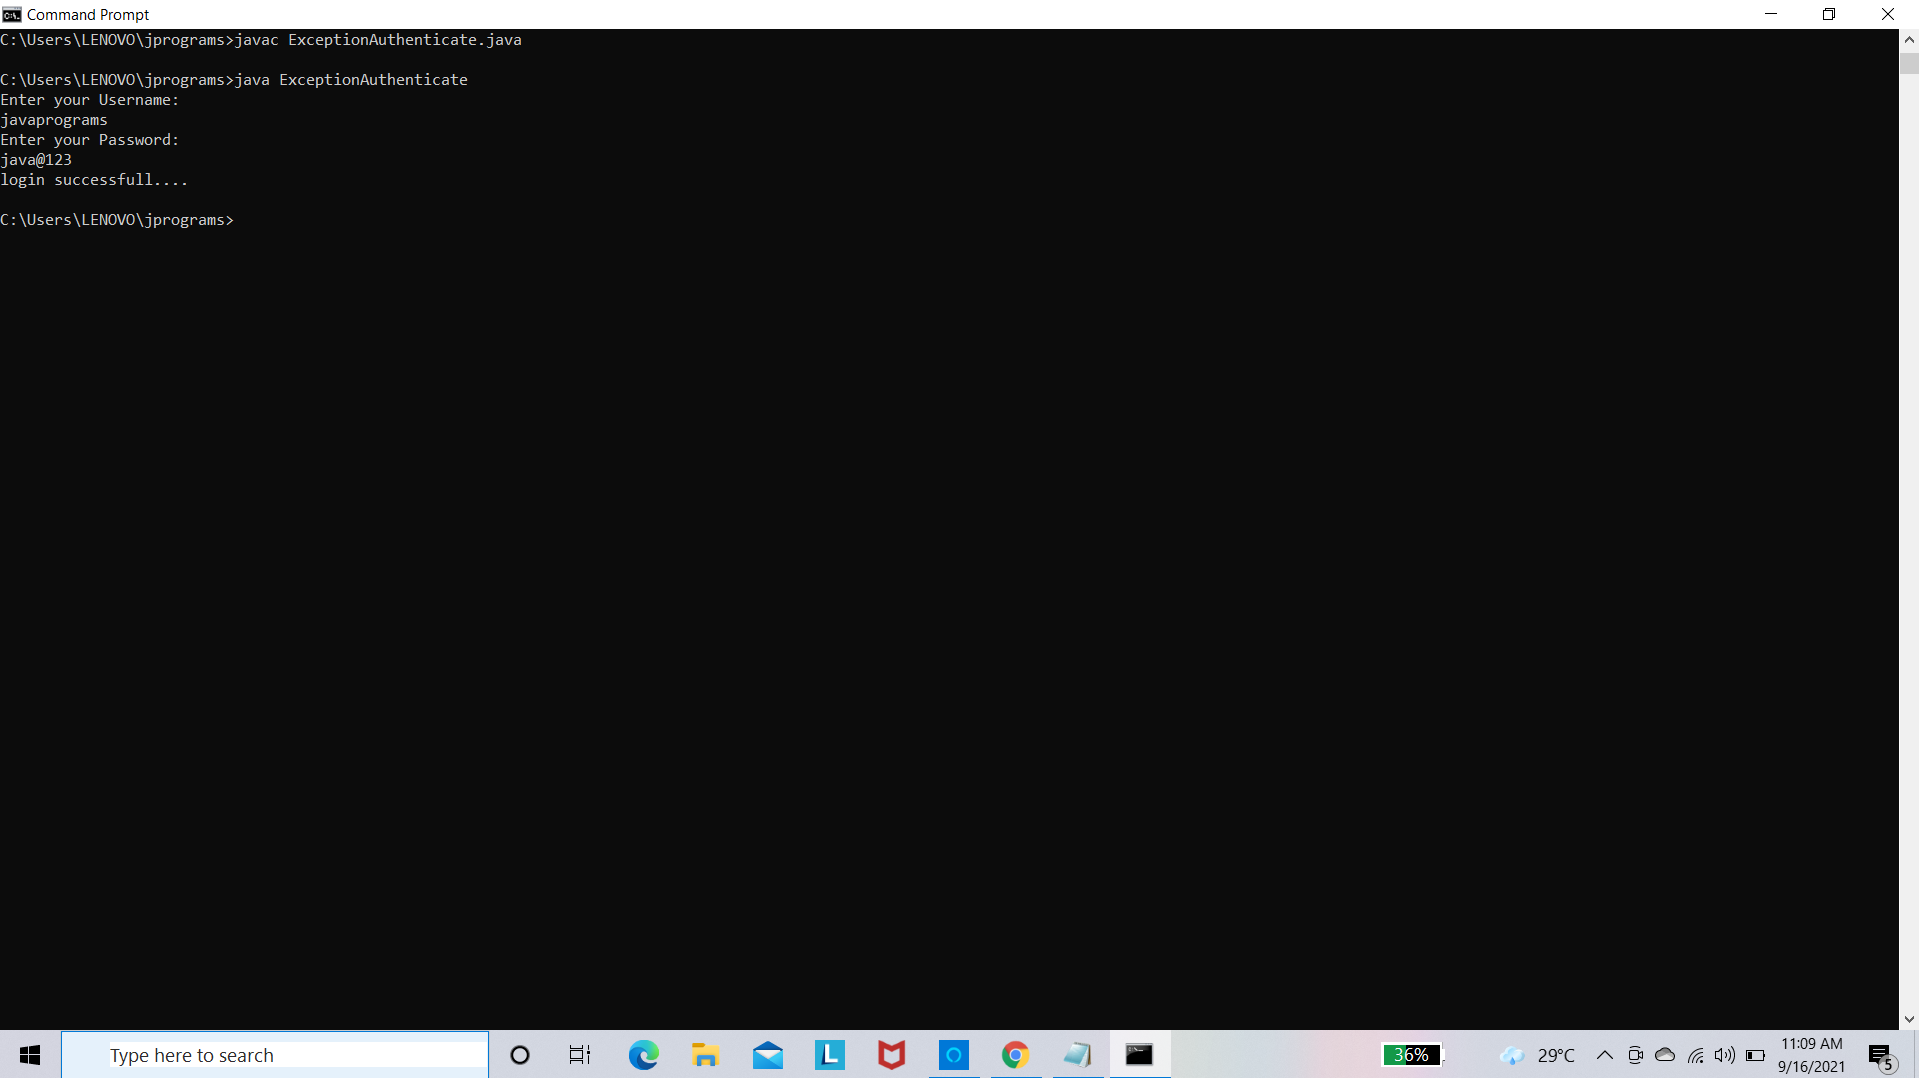 Command Prompt
C:\Users\LENOVO\jprograms>javac ExceptionAuthenticate.java
C:\Users\LENOVO\jprograms>java ExceptionAuthenticate
Enter your Username:
javaprograms
Enter your Password:
java@123
login successfull....
C:\Users\LENOVO\jprograms>
Type here to search
L
36%
29°C
11:09 AM
9/16/2021
5